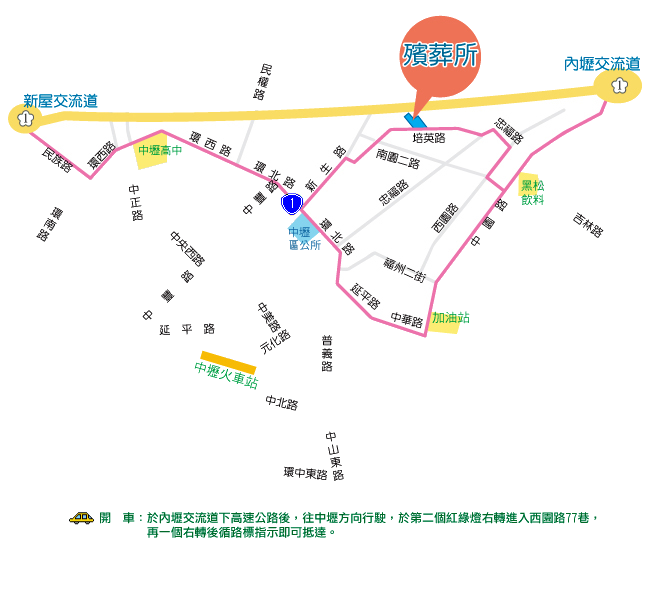 殯葬所
內壢交流道
1
新屋交流道
1
民權路
忠福路
培英路
環西路
民族路
環西路
中壢高中
南園二路
新生路
環北路
黑松
飲料
忠福路
中豐路
中正路
1
西園路
中園路
吉林路
環南路
中壢
區公所
環北路
中央西路
福州二街
中豐路
延平路
中美路
中華路
加油站
延平路
元化路
普義路
中壢火車站
中北路
中山東路
環中東路
開 車：於內壢交流道下高速公路後，往中壢方向行駛，於第二個紅綠燈右轉進入西園路77巷，
再一個右轉後循路標指示即可抵達。